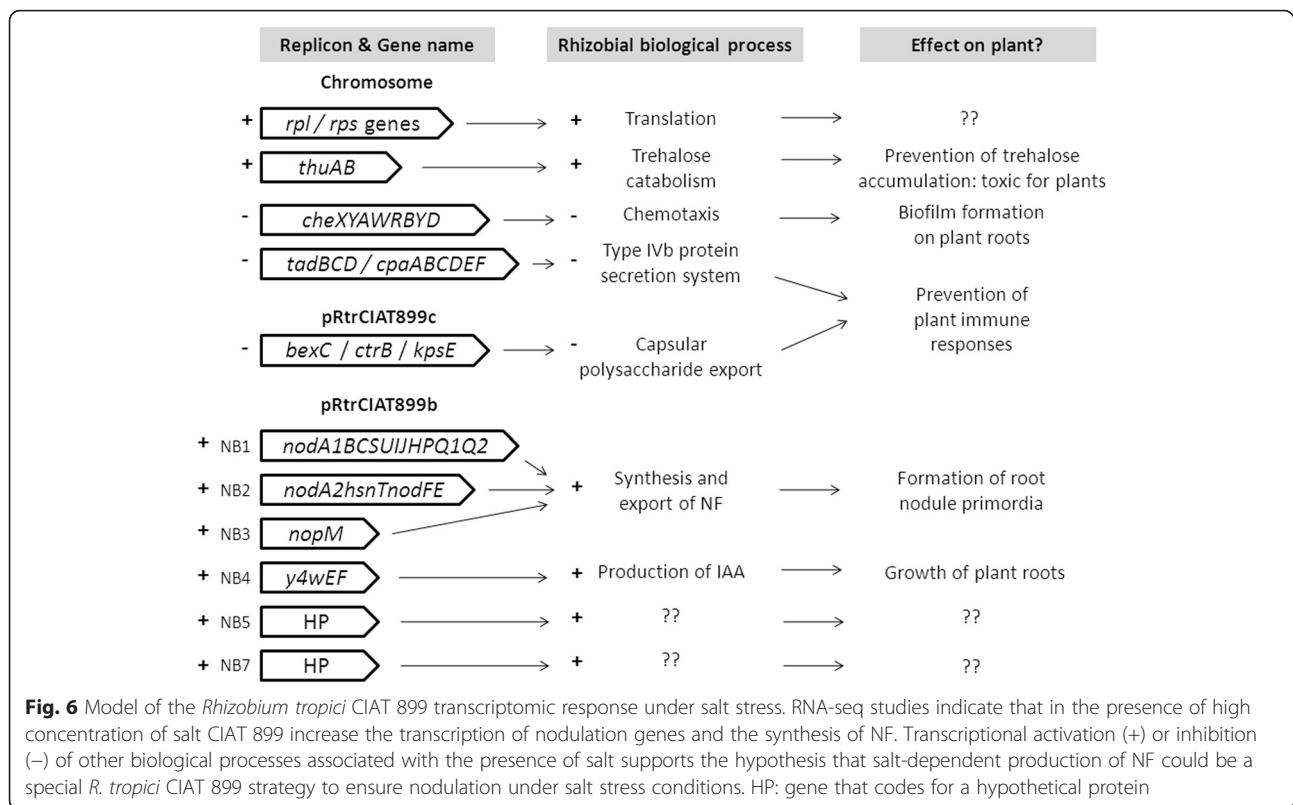 Replicon & Gene name Rhizobial biological process Effect on plant?
Chromosome
+ rpl / rps genes + Translation ??
+ thuAB + Trehalose catabolism Prevention of trehalose accumulation: toxic for plants
- cheXYAWRBYD - Chemotaxis Biofilm formation on plant roots
- tadBCD / cpaABCDEF - Type IVb protein secretion system
Prevention of plant immune responses
pRtrCIAT899c
- bexC / ctrB / kpsE - Capsular polysaccharide export
pRtrCIAT899b
+ NB1 nodA1BCSUIJHPQ1Q2
+ NB2 nodA2hsnTnodFE + Synthesis and export of NF Formation of root nodule primordia
+ NB3 nopM
+ NB4 y4wEF + Production of IAA Growth of plant roots
+ NB5 HP + ?? ??
+ NB7 HP + ?? ??
Fig. 6 Model of the Rhizobium tropici CIAT 899 transcriptomic response under salt stress. RNA-seq studies indicate that in the presence of high
concentration of salt CIAT 899 increase the transcription of nodulation genes and the synthesis of NF. Transcriptional activation (+) or inhibition
(−) of other biological processes associated with the presence of salt supports the hypothesis that salt-dependent production of NF could be a
special R. tropici CIAT 899 strategy to ensure nodulation under salt stress conditions. HP: gene that codes for a hypothetical protein